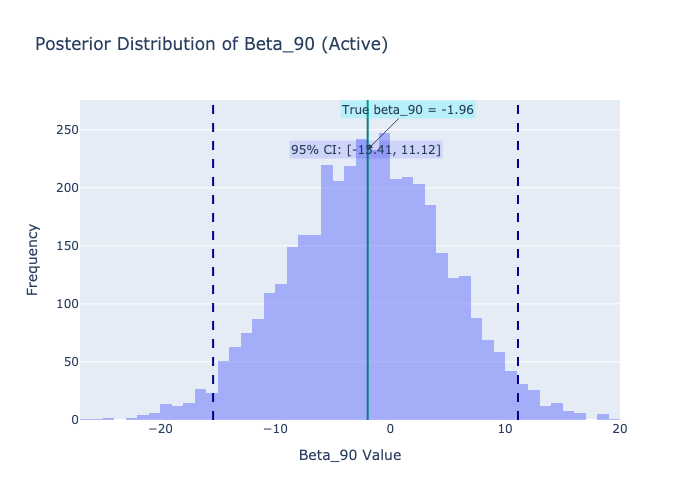 Posterior Distribution of Beta_90 (Active)
True beta_90 = -1.96
95% CI: [-15.41, 11.12]
250
200
150
100
50
0
Frequency
−20
−10
0
10
20
Beta_90 Value